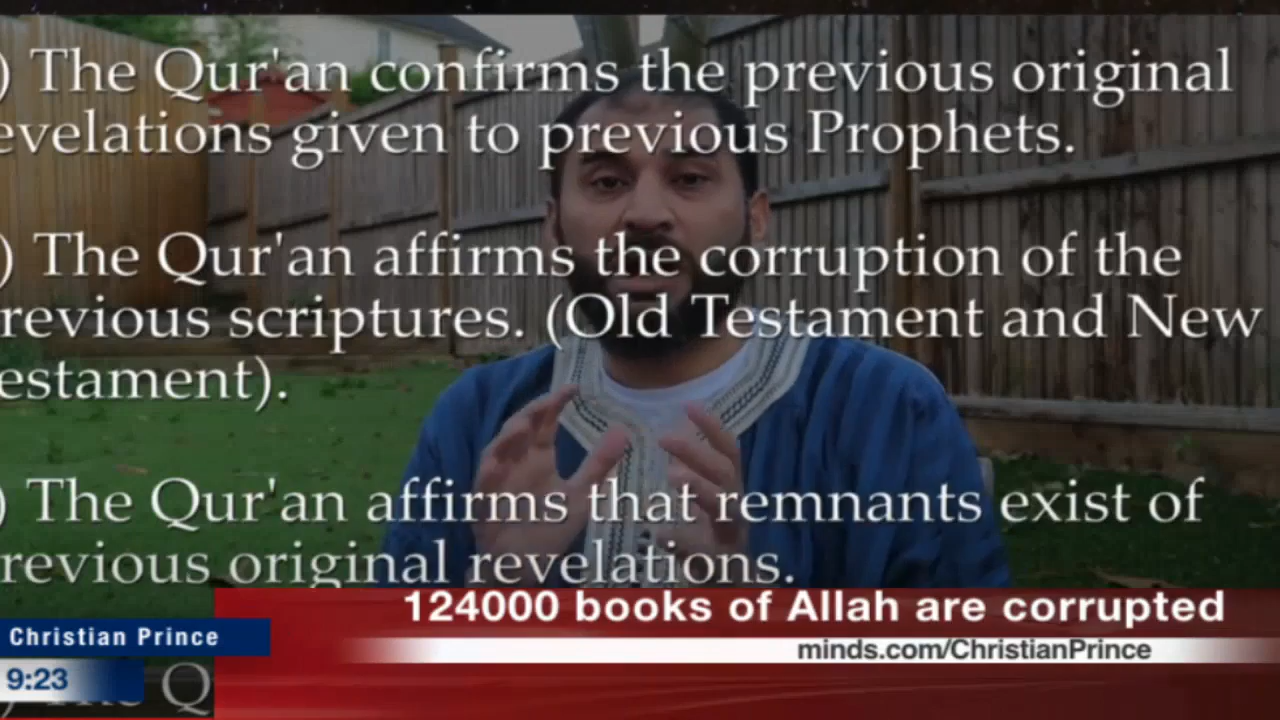 ) The Qur'an confirms the previous original
evelations given to previous Prophets.
) The Qur'an affirms the corruption of the
revious scriptures. (Old Testament and New
estament).
) The Qur'an affirms that remnants exist of
revious original revelations.
124000 books of Allah are corrupted
Christian Prince
minds.com/ChristianPrince
9:23
) The Q